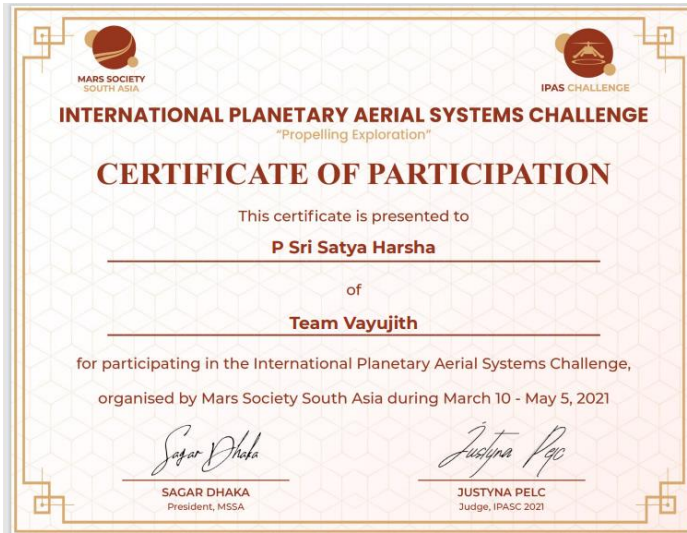 MARS SOCIETY
SOUTH ASIA
IPAS CHALLENGE
INTERNATIONAL PLANETARY AERIAL SYSTEMS CHALLENGE
"Propelling Exploration"
CERTIFICATE OF PARTICIPATION
This certificate is presented to
P Sri Satya Harsha
of
Team Vayujith
for participating in the International Planetary Aerial Systems Challenge,
organised by Mars Society South Asia during March 10 - May 5, 2021
Sagar Dhaka
Justyna Pelc
SAGAR DHAKA
President, MSSA
JUSTYNA PELC
Judge, IPASC 2021